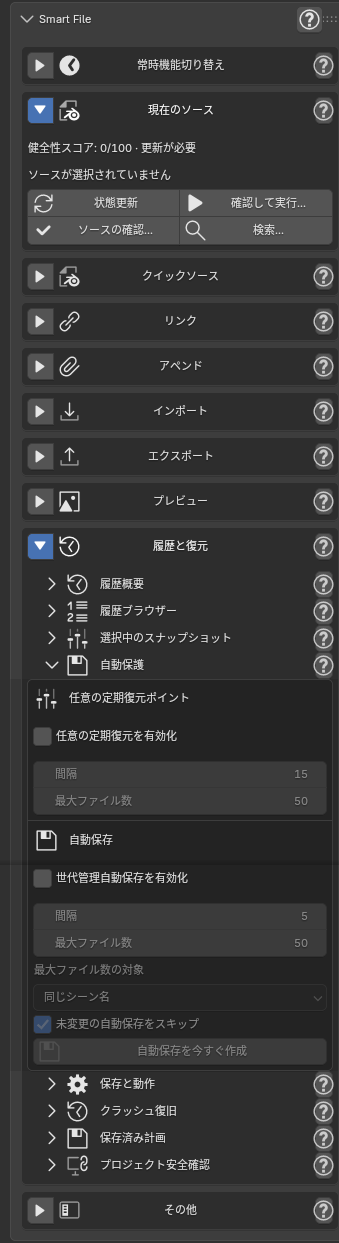 Smart File
常時機能切り替え
現在のソース
健全性スコア: 0/100 · 更新が必要
ソースが選択されていません
状態更新
確認して実行...
ソースの確認...
検索...
クイックソース
リンク
アペンド
インポート
エクスポート
プレビュー
履歴と復元
履歴概要
履歴ブラウザー
選択中のスナップショット
自動保護
任意の定期復元ポイント
任意の定期復元を有効化
間隔 15
最大ファイル数 50
自動保存
世代管理自動保存を有効化
間隔 5
最大ファイル数 50
最大ファイル数の対象
同じシーン名
未変更の自動保存をスキップ
自動保存を今すぐ作成
保存と動作
クラッシュ復旧
保存済み計画
プロジェクト安全確認
その他